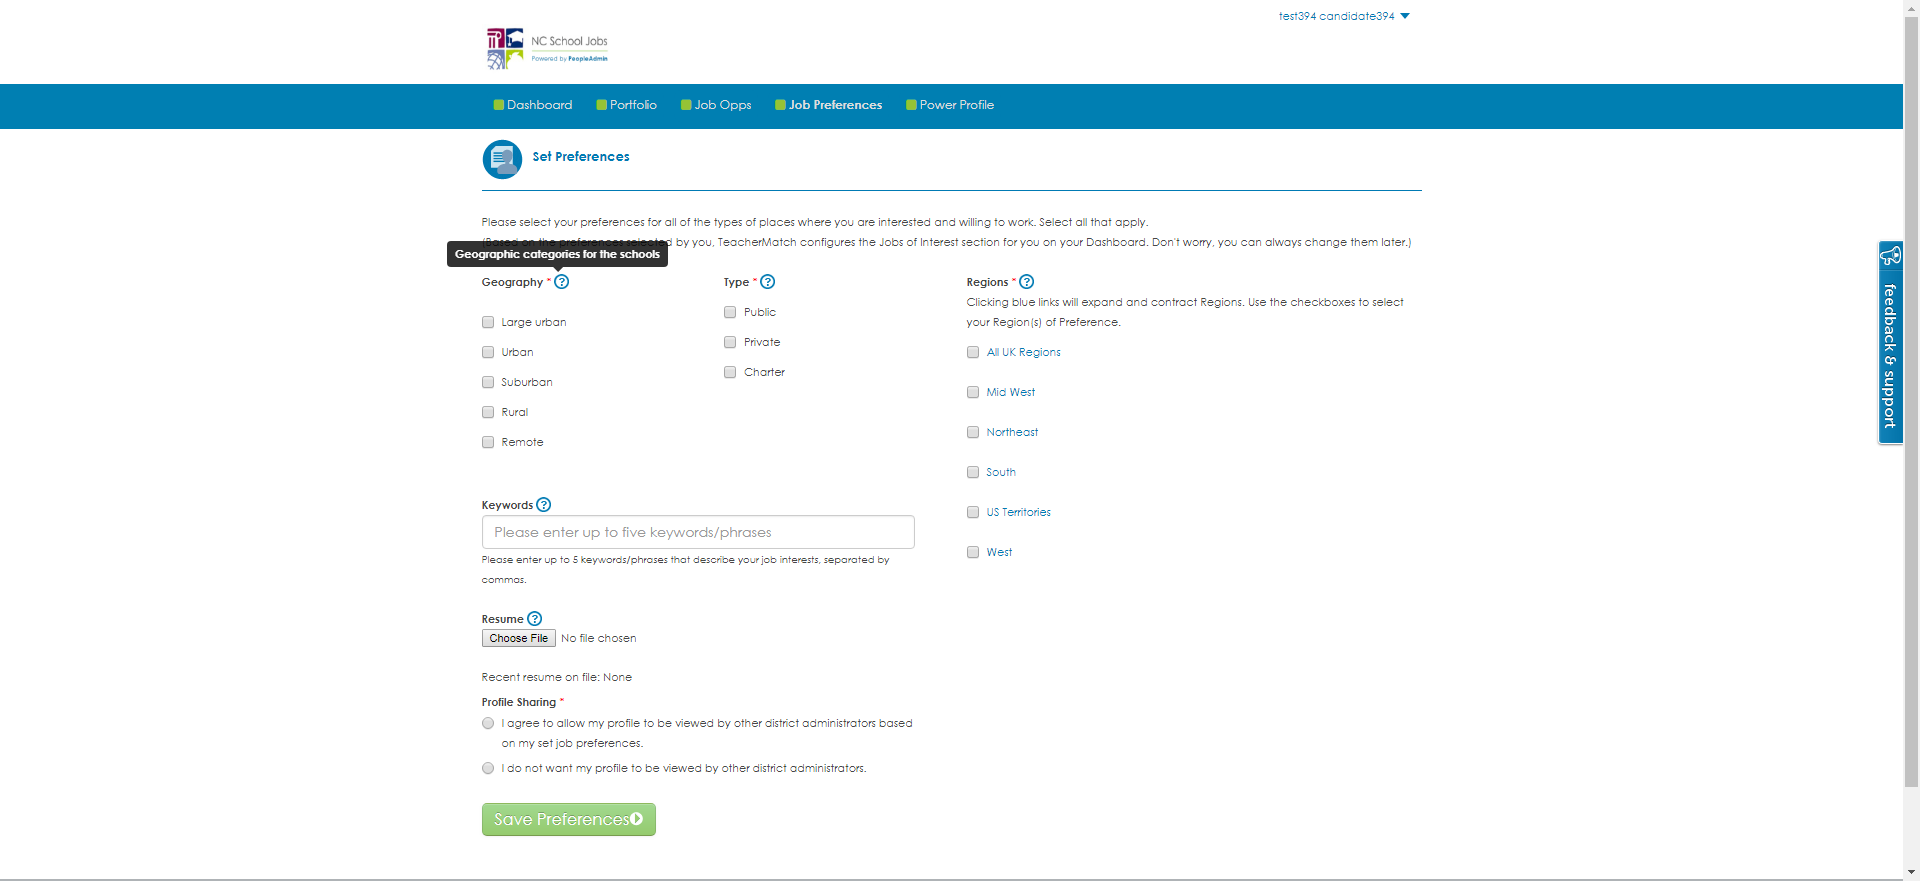 test394 candidate394
NC School Jobs
Powered by PeopleAdmin
Dashboard
Portfolio
Job Opps
Job Preferences
Power Profile
Set Preferences
Please select your preferences for all of the types of places where you are interested and willing to work. Select all that apply.
(Based on the preferences selected by you, TeacherMatch configures the Jobs of Interest section for you on your Dashboard. Don't worry, you can always change them later.)
Geographic categories for the schools
Geography * ?
Large urban
Urban
Suburban
Rural
Remote
Type * ?
Public
Private
Charter
Regions * ?
Clicking blue links will expand and contract Regions. Use the checkboxes to select
your Region(s) of Preference.
All UK Regions
Mid West
Northeast
South
US Territories
West
Keywords ?
Please enter up to five keywords/phrases
Please enter up to 5 keywords/phrases that describe your job interests, separated by
commas.
Resume ?
Choose File No file chosen
Recent resume on file: None
Profile Sharing *
I agree to allow my profile to be viewed by other district administrators based
on my set job preferences.
I do not want my profile to be viewed by other district administrators.
Save Preferences
feedback & support